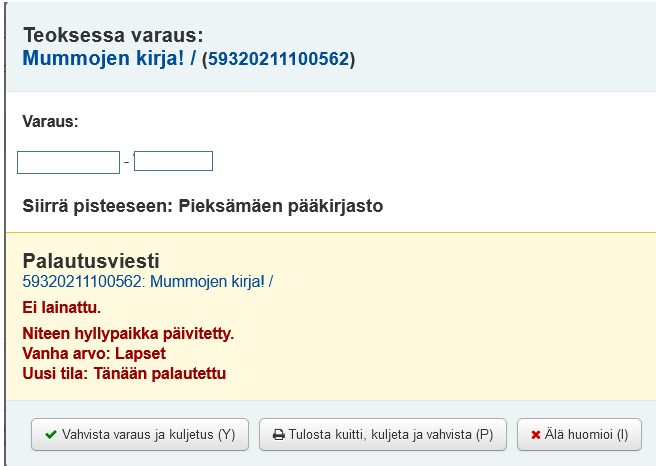 Teoksessa varaus:
Mummojen kirja! / (59320211100562)
Varaus:
-
Siirrä pisteeseen: Pieksämäen pääkirjasto
Palautusviesti
59320211100562: Mummojen kirja! /
Ei lainattu.
Niteen hyllypaikka päivitetty.
Vanha arvo: Lapset
Uusi tila: Tänään palautettu
Vahvista varaus ja kuljetus (Y) Tulosta kuitti, kuljeta ja vahvista (P) Älä huomioi (I)